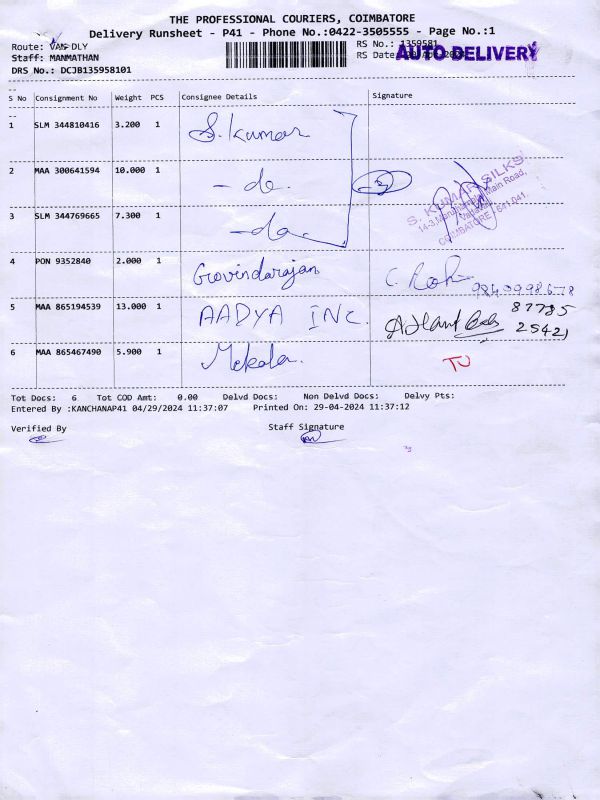 THE PROFESSIONAL COURIERS, COIMBATORE
Delivery Runsheet - P41 - Phone No.:0422-3505555 - Page No.:1
Route: VAN-DLY
RS No.: 1359581
Staff: MANMATHAN
RS Date
AUTO DELIVERY
DRS No.: DCJB135958101
S No Consignment No Weight PCS Consignee Details Signature
1 SLM 344810416 3.200 1 S. Kumar
2 MAA 300641594 10.000 1 - do.
S. KUMAR SILKS
Main Road,
COIMBATORE - 641 041.
3 SLM 344769665 7.300 1 - do.
4 PON 9352840 2.000 1 Govindarajan
5 MAA 865194539 13.000 1 AADYA INC. 87785
25421
6 MAA 865467490 5.900 1 Mekala.
Tot Docs: 6 Tot COD Amt: 0.00 Delvd Docs: Non Delvd Docs: Delvy Pts:
Entered By :KANCHANAP41 04/29/2024 11:37:07 Printed On: 29-04-2024 11:37:12
Verified By Staff Signature